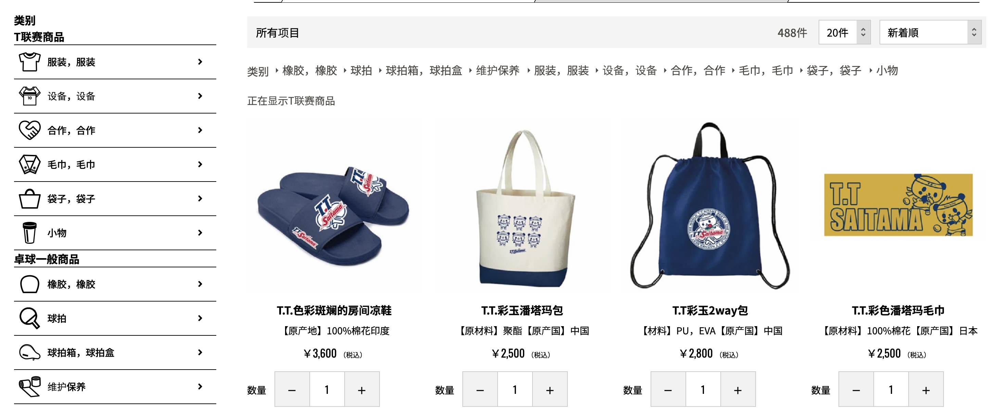 类别
T联赛商品
服装，服装
设备，设备
10
合作，合作
毛巾，毛巾
袋子，袋子
小物
卓球一般商品
橡胶，橡胶
球拍
球拍箱，球拍盒
维护保养
所有项目
488件
20件
新着順
类别 橡胶，橡胶 球拍 球拍箱，球拍盒 维护保养 服装，服装 设备，设备 合作，合作 毛巾，毛巾 袋子，袋子 小物
正在显示T联赛商品
T.T
Saitama
T.T
Saitama
T.T Saitama
T.T Saitama
T.T Saitama
T.T
SAITAMA
T.T.色彩斑斓的房间凉鞋
【原产地】100%棉花印度
￥3,600（税込）
数量 − 1 +
T.T.彩玉潘塔玛包
【原材料】聚酯【原产国】中国
￥2,500（税込）
数量 − 1 +
T.T彩玉2way包
【材料】PU，EVA【原产国】中国
￥2,800（税込）
数量 − 1 +
T.T.彩色潘塔玛毛巾
【原材料】100%棉花【原产国】日本
￥2,500（税込）
数量 − 1 +